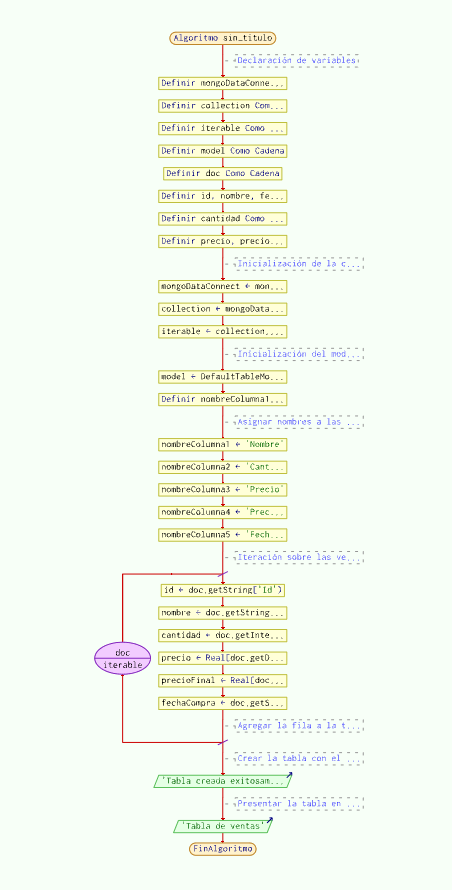 Algoritmo sin_titulo
Declaración de variables
Definir mongoDataConne...
Definir collection Com...
Definir iterable Como ...
Definir model Como Cadena
Definir doc Como Cadena
Definir id, nombre, fe...
Definir cantidad Como ...
Definir precio, precio...
Inicialización de la c...
mongoDataConnect ← mon...
collection ← mongoData...
iterable ← collection....
Inicialización del mod...
model ← DefaultTableMo...
Definir nombreColumna1...
Asignar nombres a las ...
nombreColumna1 ← 'Nombre'
nombreColumna2 ← 'Cant...
nombreColumna3 ← 'Precio'
nombreColumna4 ← 'Prec...
nombreColumna5 ← 'Fech...
Iteración sobre las ve...
id ← doc.getString['Id')
nombre ← doc.getString...
cantidad ← doc.getInte...
doc
iterable
precio ← Real[doc.getD...
precioFinal ← Real[doc...
fechaCompra ← doc.getS...
Agregar la fila a la t...
Crear la tabla con el ...
'Tabla creada exitosam...
Presentar la tabla en ...
'Tabla de ventas'
FinAlgoritmo